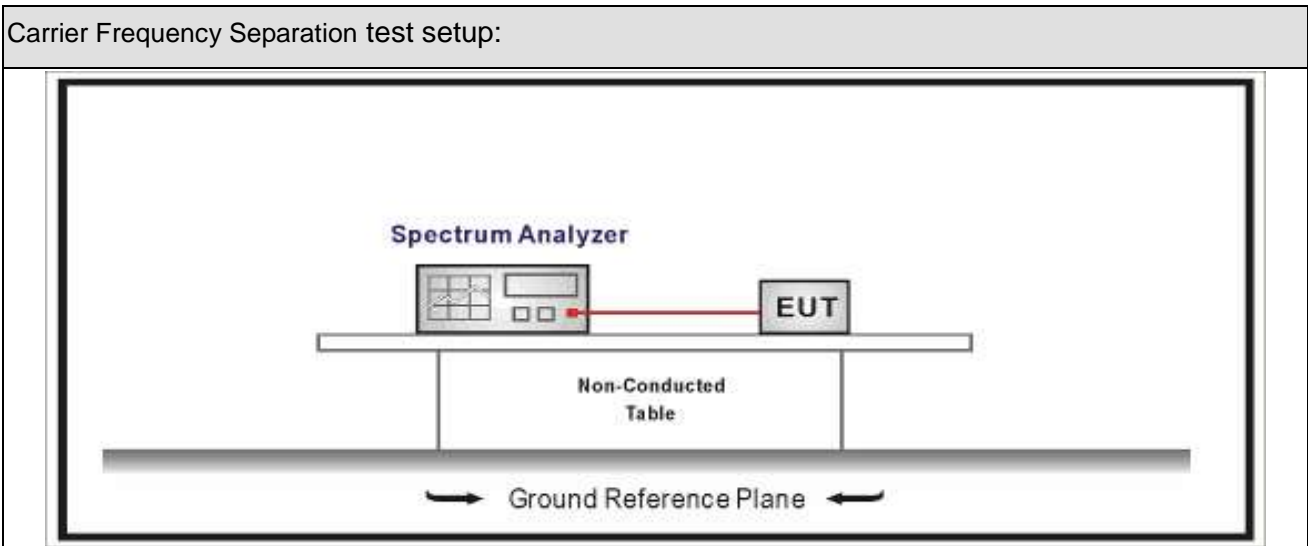 Carrier Frequency Separation test setup:
Spectrum Analyzer
EUT
Non-Conducted
Table
Ground Reference Plane